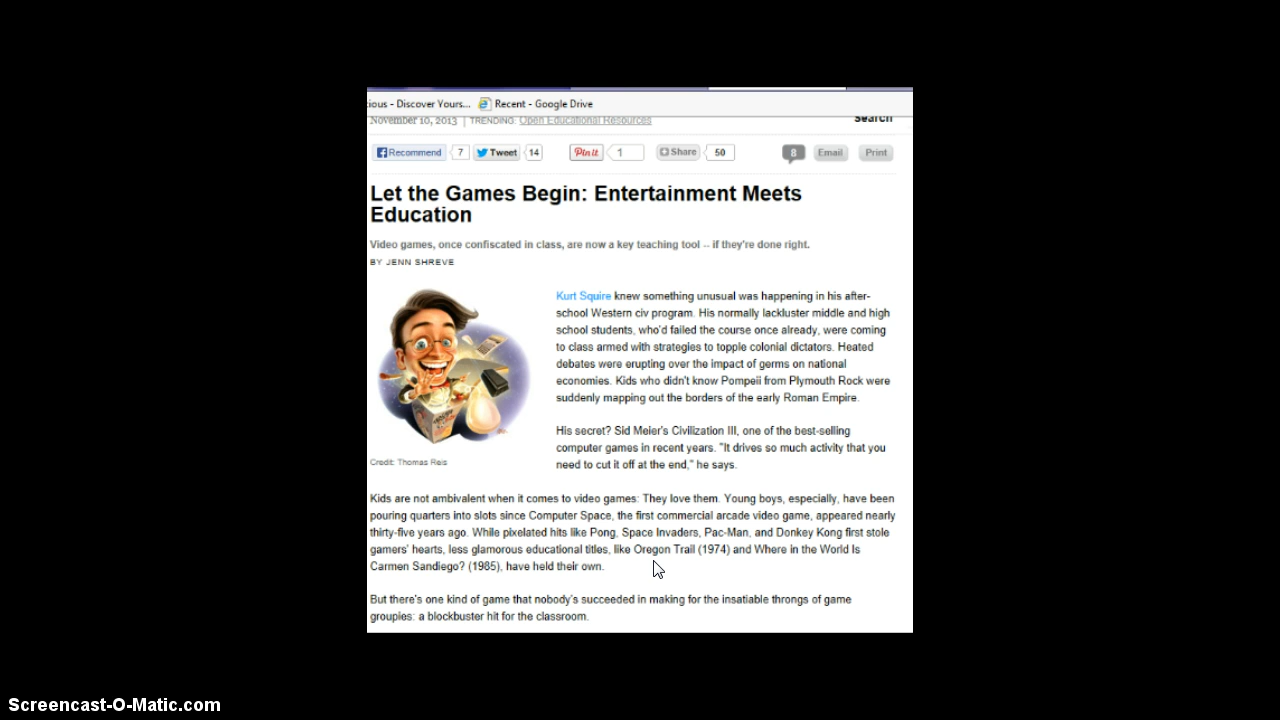 ious - Discover Yours... Recent - Google Drive
November 10, 2013 | TRENDING: Open Educational Resources Search
Recommend 7 Tweet 14 Pin it 1 Share 50 8 Email Print
Let the Games Begin: Entertainment Meets
Education
Video games, once confiscated in class, are now a key teaching tool -- if they're done right.
BY JENN SHREVE
Kurt Squire knew something unusual was happening in his after-
school Western civ program. His normally lackluster middle and high
school students, who'd failed the course once already, were coming
to class armed with strategies to topple colonial dictators. Heated
debates were erupting over the impact of germs on national
economies. Kids who didn't know Pompeii from Plymouth Rock were
suddenly mapping out the borders of the early Roman Empire.
His secret? Sid Meier's Civilization III, one of the best-selling
computer games in recent years. "It drives so much activity that you
need to cut it off at the end," he says.
Credit: Thomas Reis
Kids are not ambivalent when it comes to video games: They love them. Young boys, especially, have been
pouring quarters into slots since Computer Space, the first commercial arcade video game, appeared nearly
thirty-five years ago. While pixelated hits like Pong, Space Invaders, Pac-Man, and Donkey Kong first stole
gamers' hearts, less glamorous educational titles, like Oregon Trail (1974) and Where in the World Is
Carmen Sandiego? (1985), have held their own.
But there's one kind of game that nobody's succeeded in making for the insatiable throngs of game
groupies: a blockbuster hit for the classroom.
Screencast-O-Matic.com